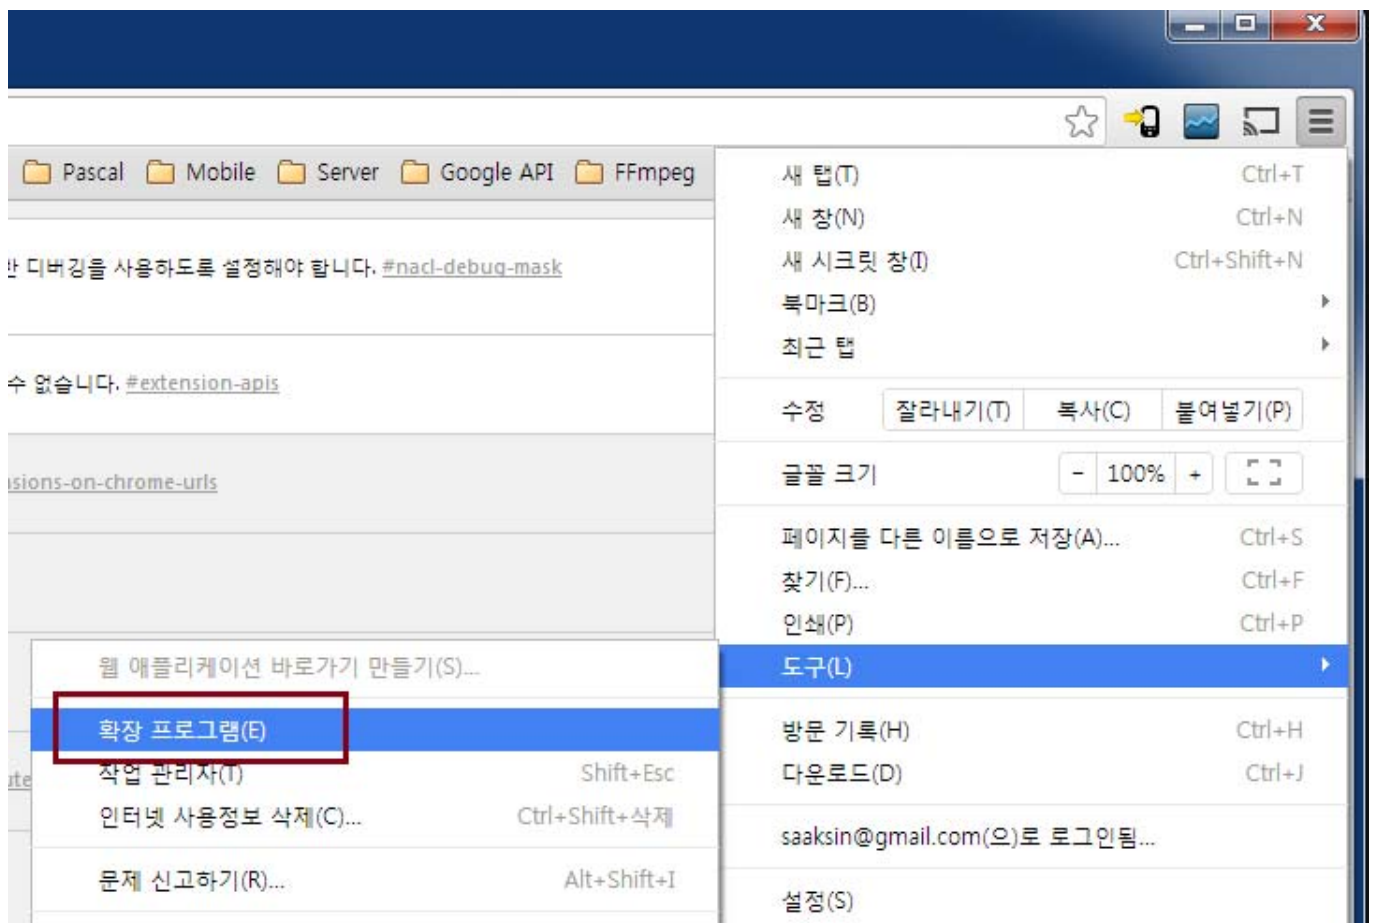 Pascal Mobile Server Google API FFmpeg
디버깅을 사용하도록 설정해야 합니다. #nacl-debug-mask
수 없습니다. #extension-apis
sions-on-chrome-urls
새 탭(T) Ctrl+T
새 창(N) Ctrl+N
새 시크릿 창(I) Ctrl+Shift+N
북마크(B)
최근 탭
수정 잘라내기(T) 복사(C) 붙여넣기(P)
글꼴 크기 - 100% +
페이지를 다른 이름으로 저장(A)... Ctrl+S
찾기(F)... Ctrl+F
인쇄(P) Ctrl+P
도구(L)
방문 기록(H) Ctrl+H
다운로드(D) Ctrl+J
saaksin@gmail.com(으)로 로그인됨...
설정(S)
웹 애플리케이션 바로가기 만들기(S)...
확장 프로그램(E)
작업 관리자(T) Shift+Esc
인터넷 사용정보 삭제(C)... Ctrl+Shift+삭제
문제 신고하기(R)... Alt+Shift+I